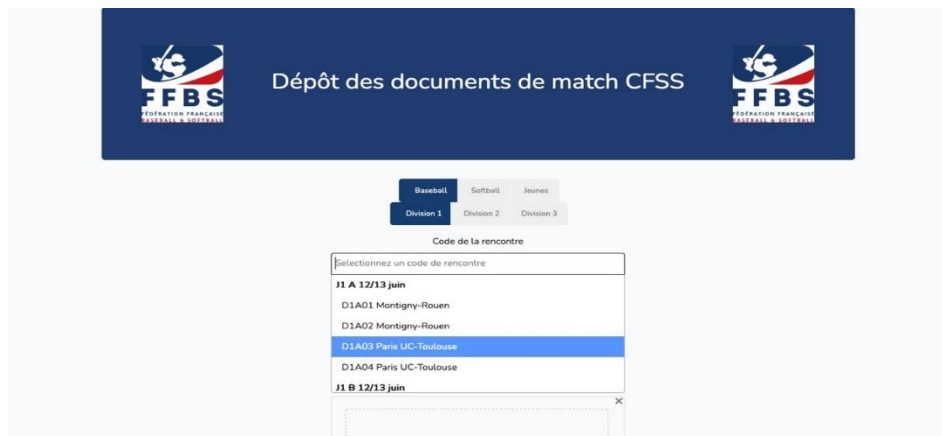 FFBS
FÉDÉRATION FRANÇAISE
BASEBALL & SOFTBALL
Dépôt des documents de match CFSS
FFBS
FÉDÉRATION FRANÇAISE
BASEBALL & SOFTBALL
Baseball Softball Jeunes
Division 1 Division 2 Division 3
Code de la rencontre
Selectionnez un code de rencontre
J1 A 12/13 juin
D1A01 Montigny-Rouen
D1A02 Montigny-Rouen
D1A03 Paris UC-Toulouse
D1A04 Paris UC-Toulouse
J1 B 12/13 juin